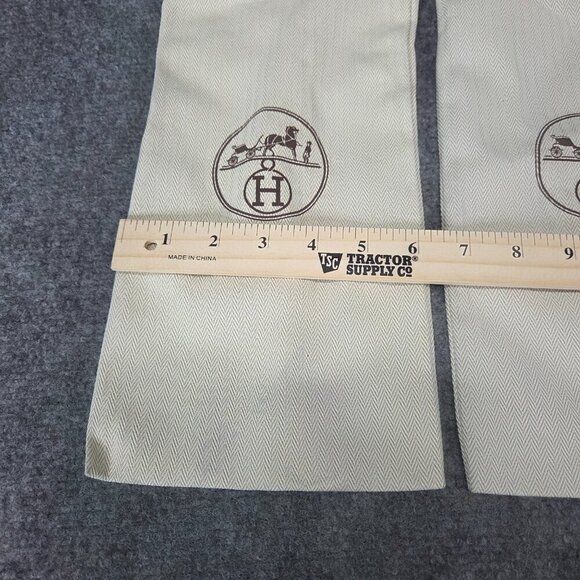 H
1 2 3 4 5 6 7 8 9
MADE IN CHINA
TSC TRACTOR®
SUPPLY CO